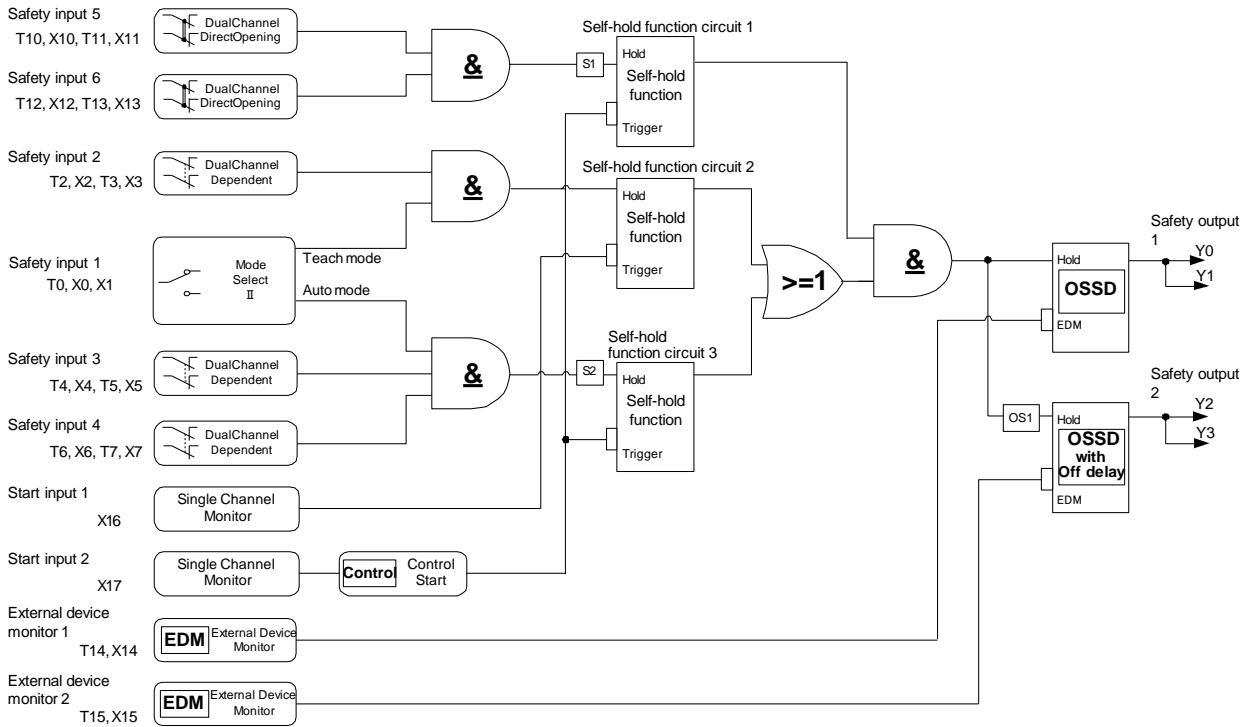 Safety input 5
T10, X10, T11, X11
DualChannel
DirectOpening
Safety input 6
T12, X12, T13, X13
DualChannel
DirectOpening
&
S1
Self-hold function circuit 1
Hold
Self-hold
function
Trigger
Safety input 2
T2, X2, T3, X3
DualChannel
Dependent
&
Self-hold function circuit 2
Hold
Self-hold
function
Trigger
Safety input 1
T0, X0, X1
Mode
Select
II
Teach mode
Auto mode
>=1
&
Safety output
1
Y0
Y1
Hold
OSSD
EDM
Safety input 3
T4, X4, T5, X5
DualChannel
Dependent
&
S2
Self-hold
function circuit 3
Hold
Self-hold
function
Trigger
Safety input 4
T6, X6, T7, X7
DualChannel
Dependent
Safety output
2
Y2
Y3
OS1
Hold
OSSD
with
Off delay
EDM
Start input 1
X16
Single Channel
Monitor
Start input 2
X17
Single Channel
Monitor
Control
Control
Start
External device
monitor 1
T14, X14
EDM
External Device
Monitor
External device
monitor 2
T15, X15
EDM
External Device
Monitor